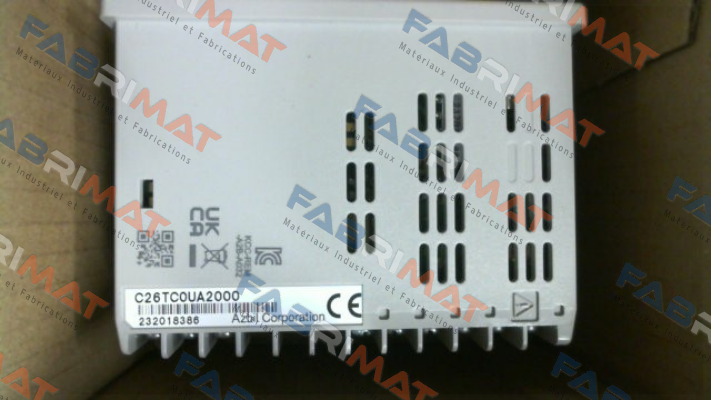 FABRIMAT
Materiaux Industriel et Fabrications
UK
CA
C26TC0UA2000
CE
232018386
Azbil Corporation